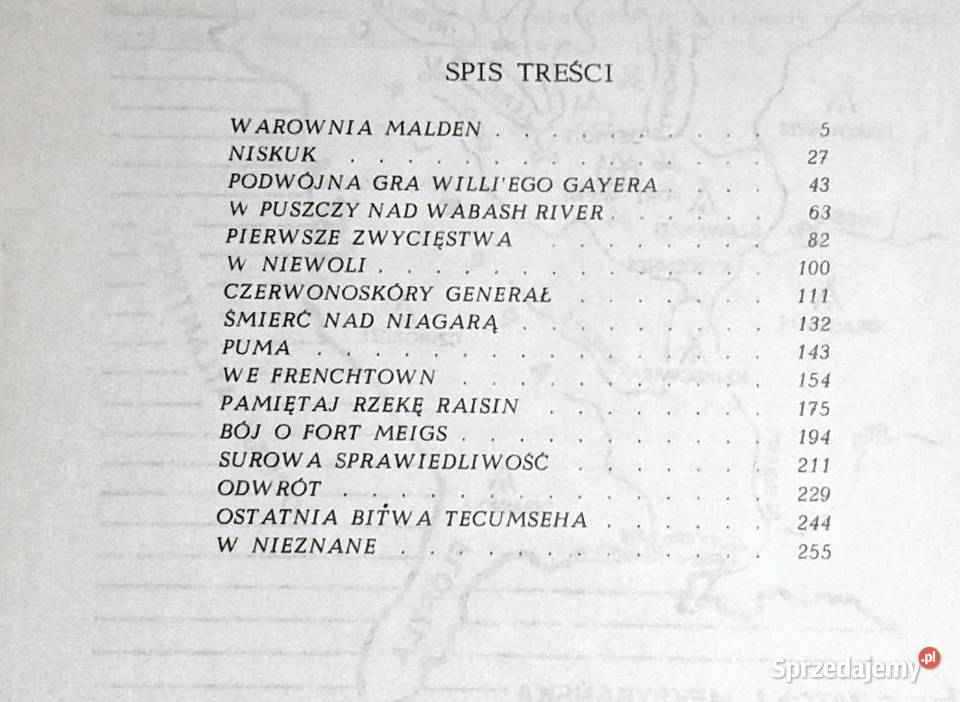 SPIS TREŚCI
WAROWNIA MALDEN . . . . . . . . . . 5
NISKUK . . . . . . . . . . . . . . . 27
PODWÓJNA GRA WILLI'EGO GAYERA . . . . 43
W PUSZCZY NAD WABASH RIVER . . . . . . 63
PIERWSZE ZWYCIĘSTWA . . . . . . . . . 82
W NIEWOLI . . . . . . . . . . . . . . 100
CZERWONOSKÓRY GENERAŁ . . . . . . . 111
ŚMIERĆ NAD NIAGARĄ . . . . . . . . . 132
PUMA . . . . . . . . . . . . . . . . 143
WE FRENCHTOWN . . . . . . . . . . . 154
PAMIĘTAJ RZEKĘ RAISIN . . . . . . . . 175
BÓJ O FORT MEIGS . . . . . . . . . . . 194
SUROWA SPRAWIEDLIWOŚĆ . . . . . . . 211
ODWRÓT . . . . . . . . . . . . . . . 229
OSTATNIA BITWA TECUMSEHA . . . . . . 244
W NIEZNANE . . . . . . . . . . . . . 255
Sprzedajemy.pl